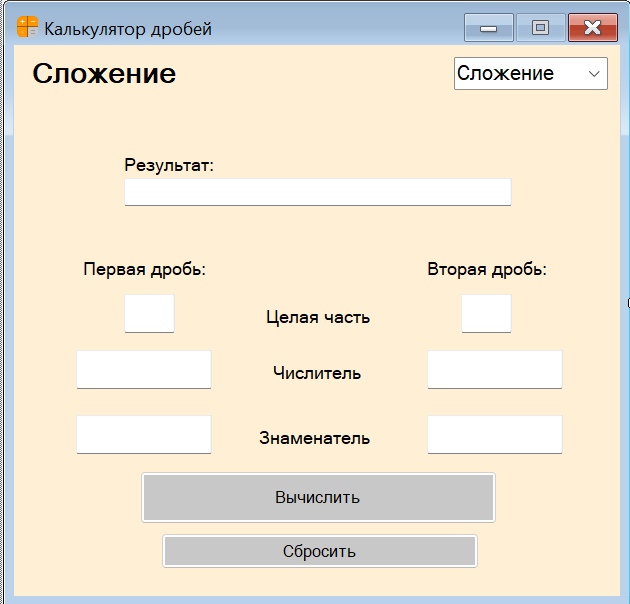 Калькулятор дробей
Сложение
Сложение
Результат:
Первая дробь:
Вторая дробь:
Целая часть
Числитель
Знаменатель
Вычислить
Сбросить